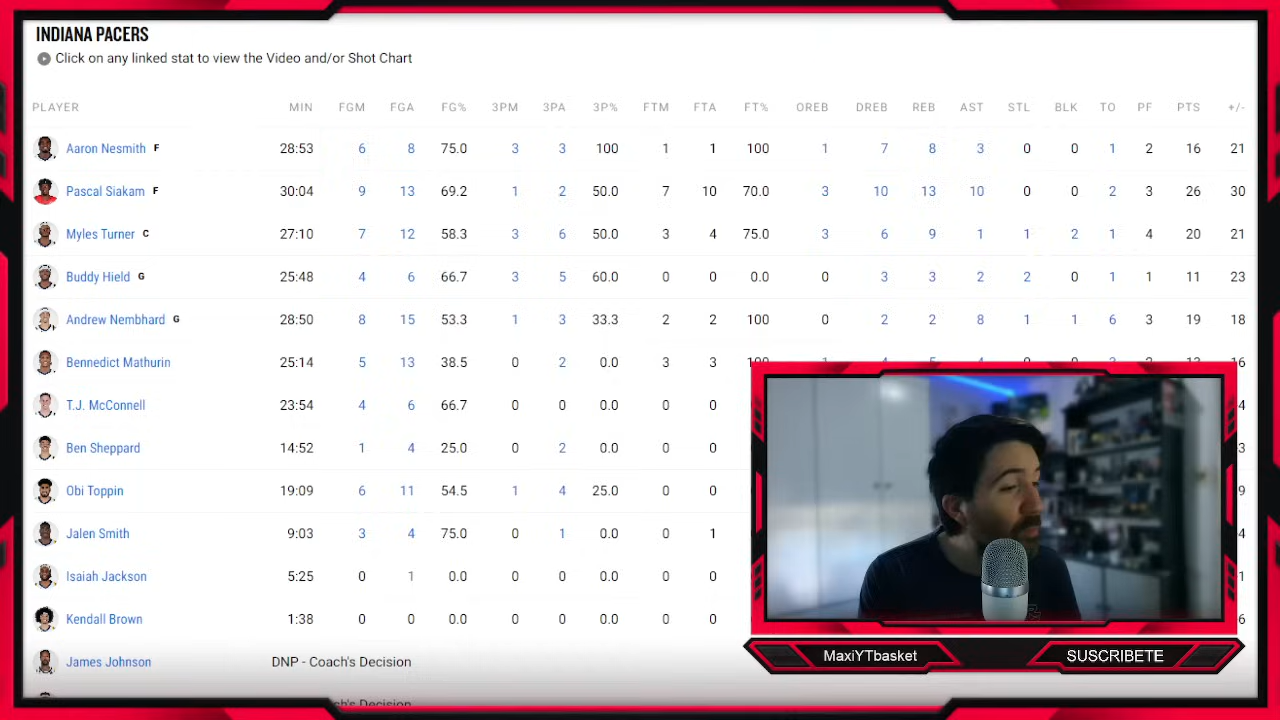 INDIANA PACERS
Click on any linked stat to view the Video and/or Shot Chart
PLAYER MIN FGM FGA FG% 3PM 3PA 3P% FTM FTA FT% OREB DREB REB AST STL BLK TO PF PTS +/-
Aaron Nesmith F 28:53 6 8 75.0 3 3 100 1 1 100 1 7 8 3 0 0 1 2 16 21
Pascal Siakam F 30:04 9 13 69.2 1 2 50.0 7 10 70.0 3 10 13 10 0 0 2 3 26 30
Myles Turner C 27:10 7 12 58.3 3 6 50.0 3 4 75.0 3 6 9 1 1 2 1 4 20 21
Buddy Hield G 25:48 4 6 66.7 3 5 60.0 0 0 0.0 0 3 3 2 2 0 1 1 11 23
Andrew Nembhard G 28:50 8 15 53.3 1 3 33.3 2 2 100 0 2 2 8 1 1 6 3 19 18
Bennedict Mathurin 25:14 5 13 38.5 0 2 0.0 3 3
T.J. McConnell 23:54 4 6 66.7 0 0 0.0 0 0
Ben Sheppard 14:52 1 4 25.0 0 2 0.0 0 0
Obi Toppin 19:09 6 11 54.5 1 4 25.0 0 0
Jalen Smith 9:03 3 4 75.0 0 1 0.0 0 1
Isaiah Jackson 5:25 0 1 0.0 0 0 0.0 0 0
Kendall Brown 1:38 0 0 0.0 0 0 0.0 0 0
James Johnson DNP - Coach's Decision
MaxiYTbasket
SUSCRIBETE